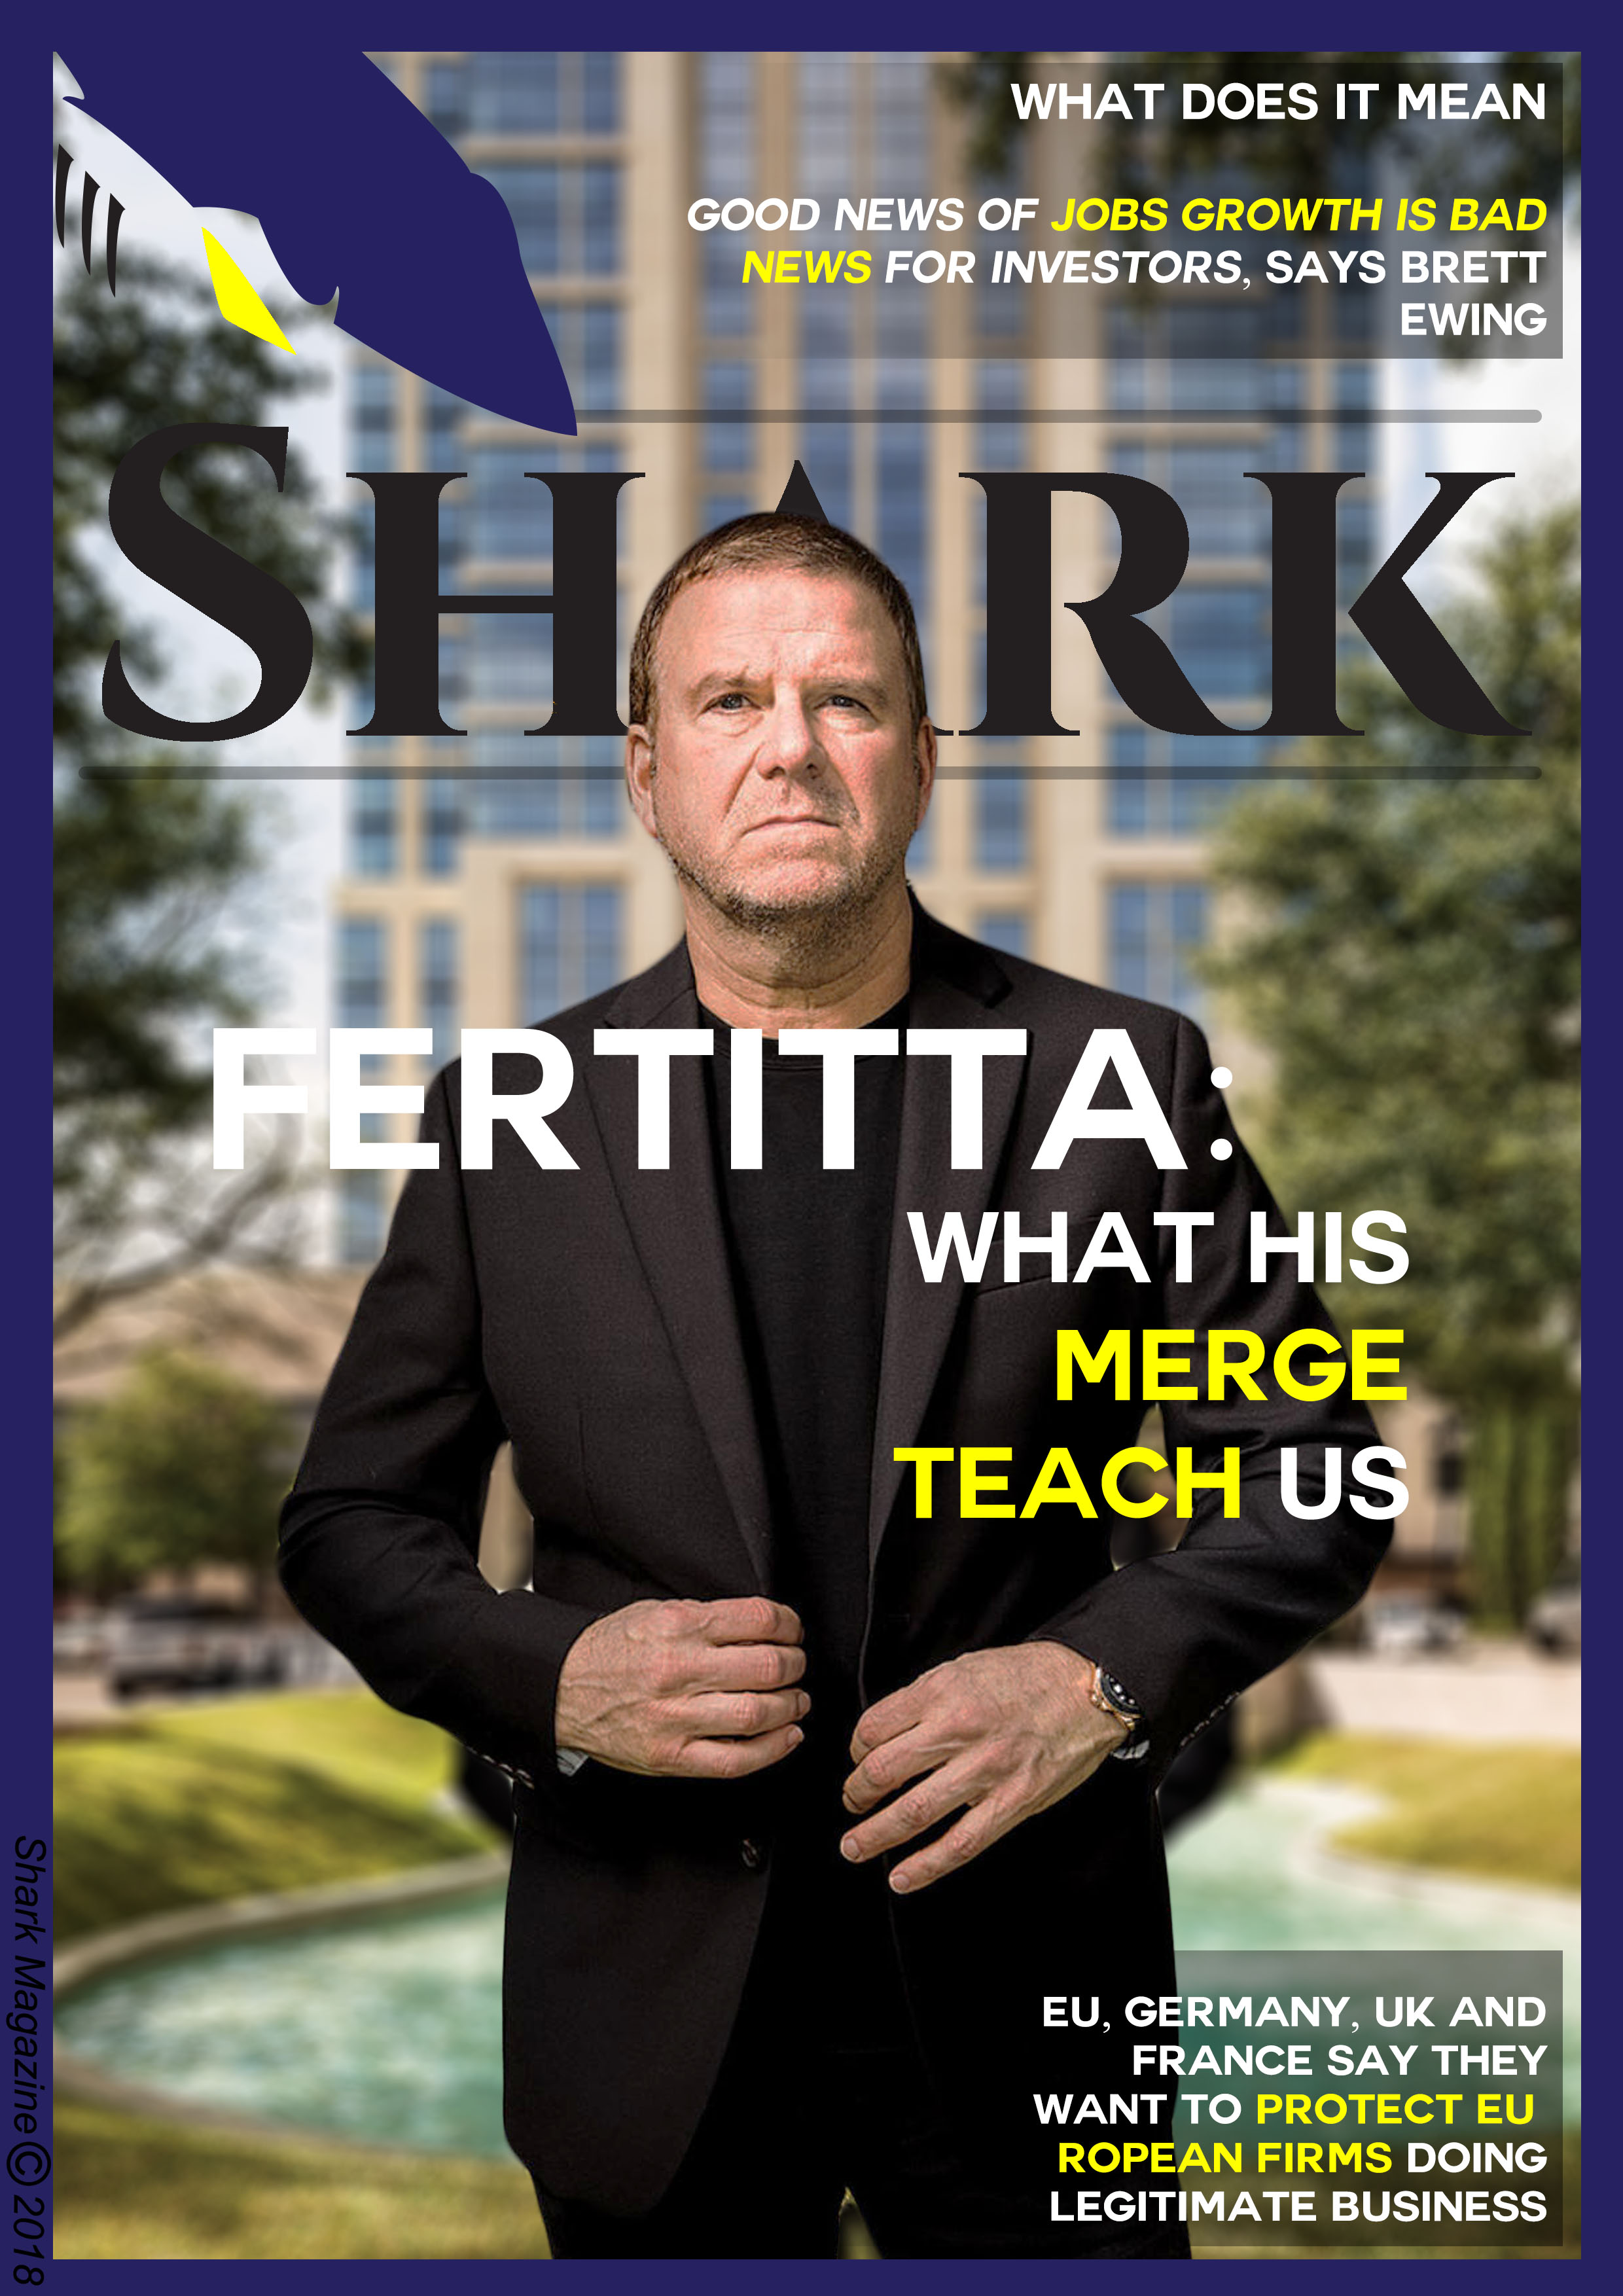 WHAT DOES IT MEAN
GOOD NEWS OF JOBS GROWTH IS BAD
NEWS FOR INVESTORS, SAYS BRETT
EWING
SHARK
FERTITTA:
WHAT HIS
MERGE
TEACH US
EU, GERMANY, UK AND
FRANCE SAY THEY
WANT TO PROTECT EU
ROPEAN FIRMS DOING
LEGITIMATE BUSINESS
Shark Magazine © 2018